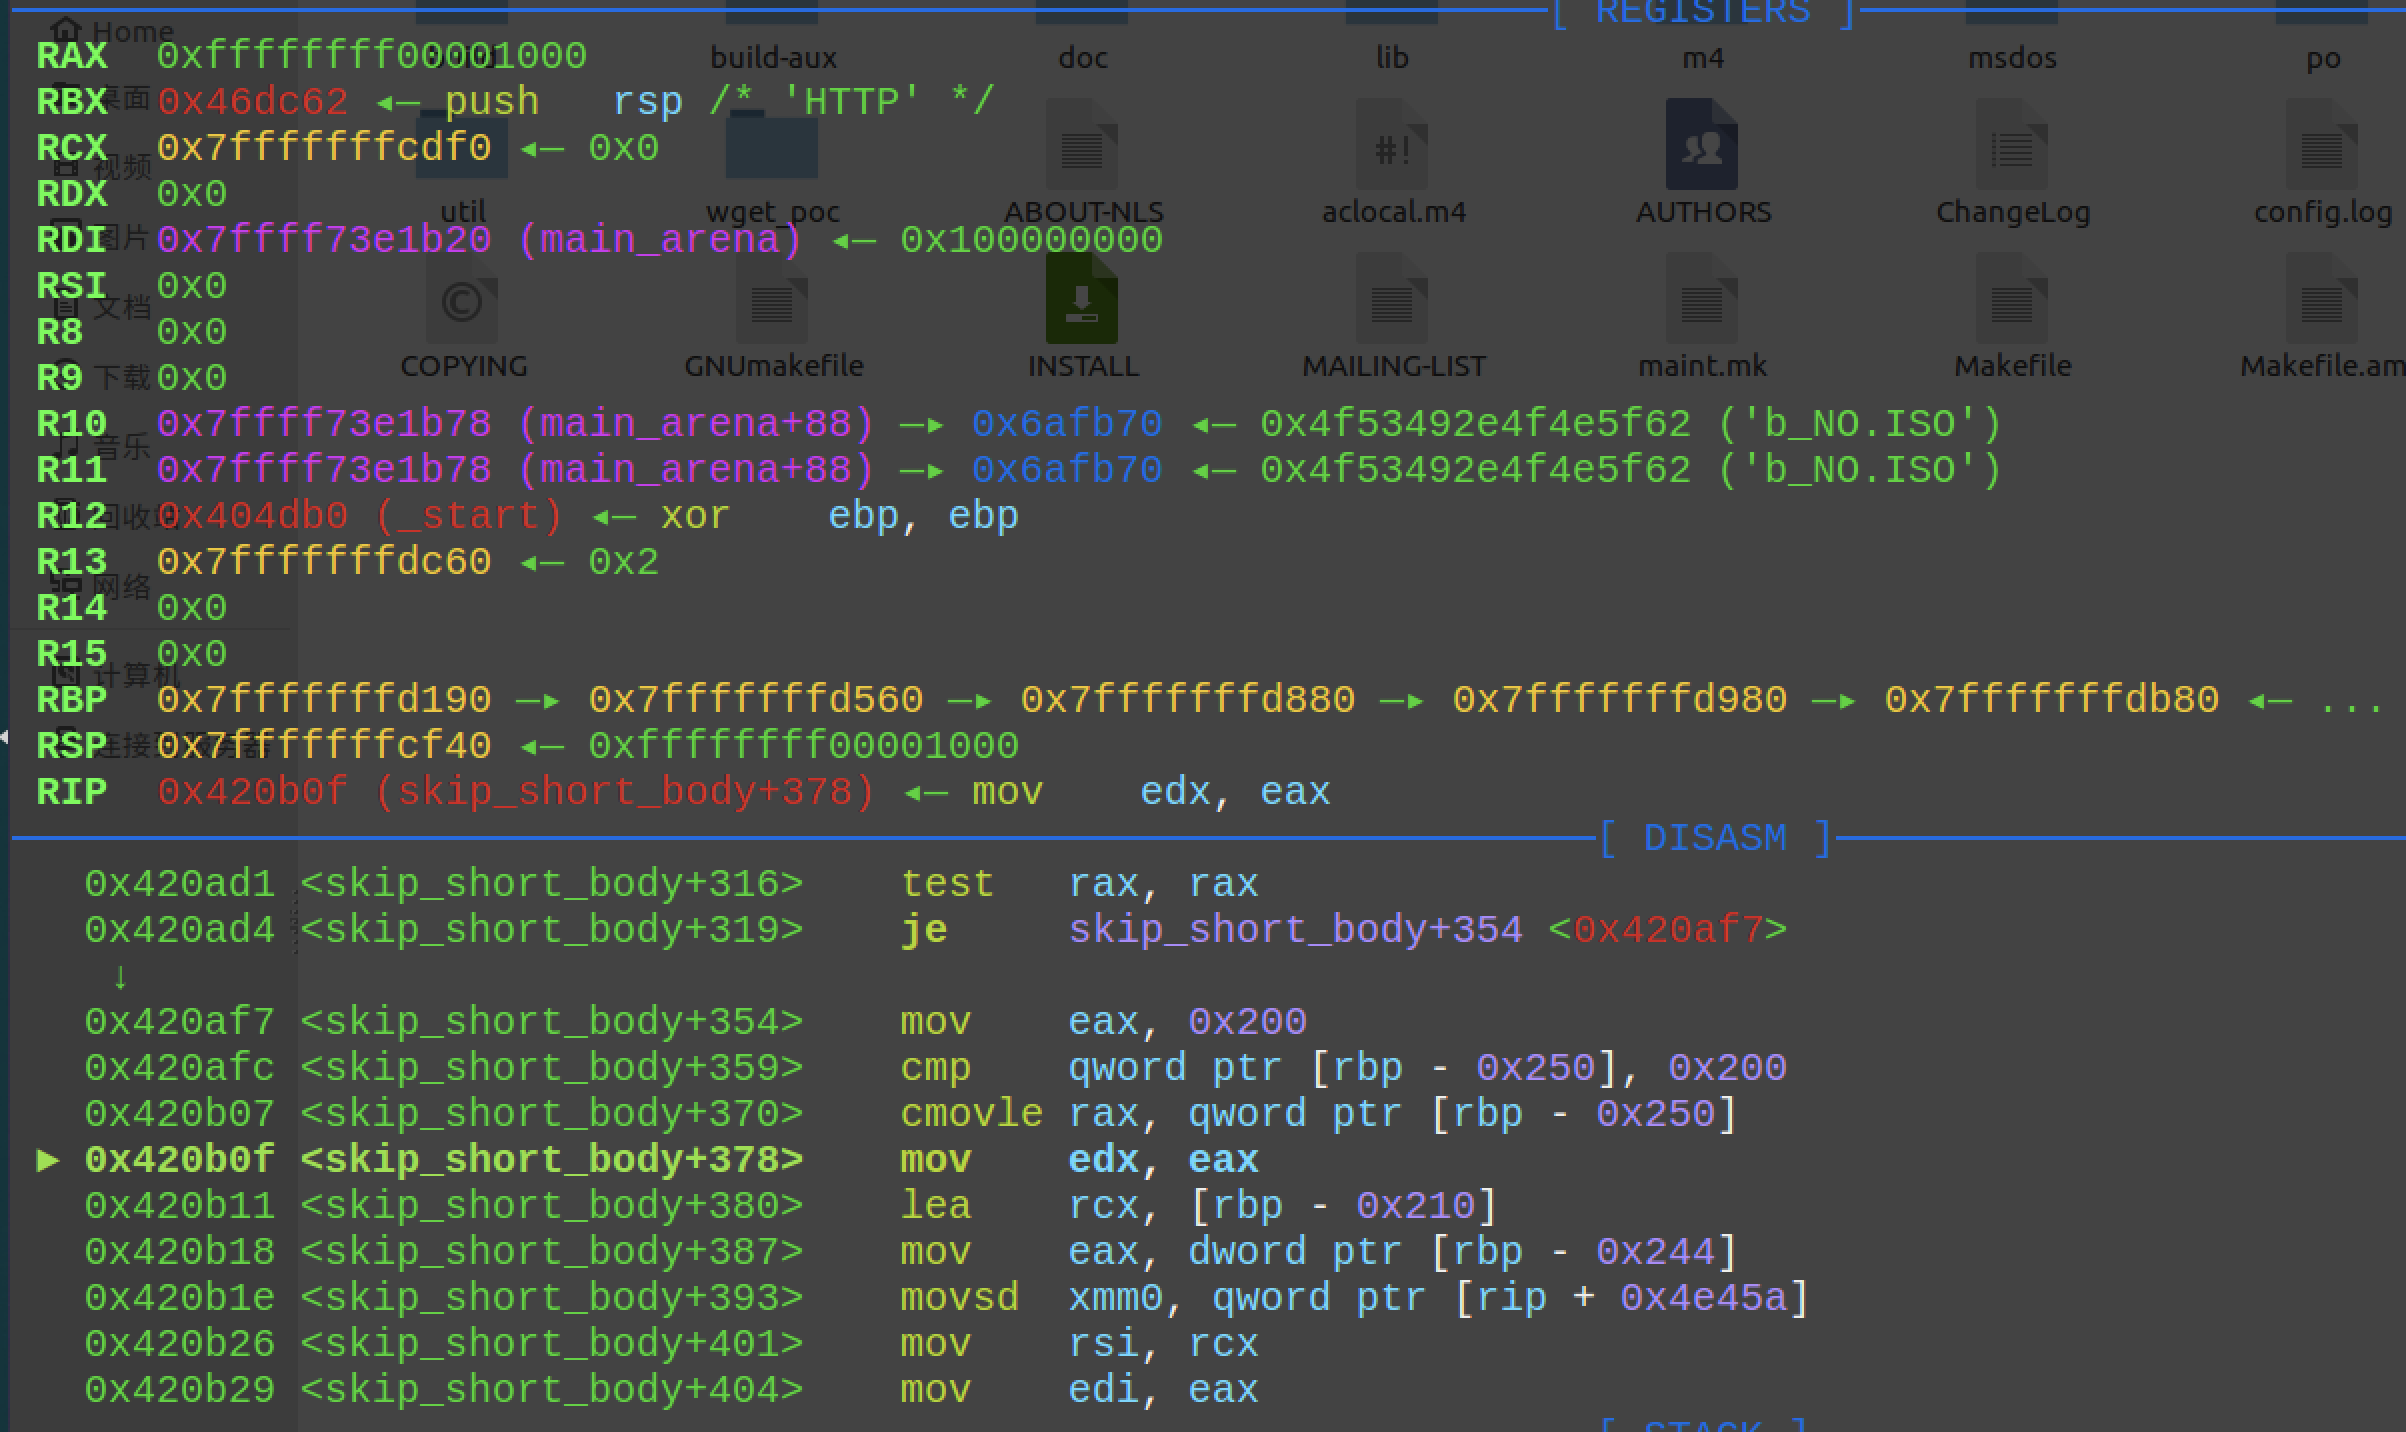 [ REGISTERS ]
Home
build-aux doc lib m4 msdos po
RAX 0xffffffff00001000
桌面
RBX 0x46dc62 ◂— push rsp /* 'HTTP' */
RCX 0x7fffffffcdf0 ◂— 0x0
视频
RDX 0x0
util wget_poc ABOUT-NLS aclocal.m4 AUTHORS ChangeLog config.log
RDI 0x7ffff73e1b20 (main_arena) ◂— 0x100000000
图片
RSI 0x0
文档
R8 0x0
COPYING GNUmakefile INSTALL MAILING-LIST maint.mk Makefile Makefile.am
R9 0x0
下载
R10 0x7ffff73e1b78 (main_arena+88) —▸ 0x6afb70 ◂— 0x4f53492e4f4e5f62 ('b_NO.ISO')
音乐
R11 0x7ffff73e1b78 (main_arena+88) —▸ 0x6afb70 ◂— 0x4f53492e4f4e5f62 ('b_NO.ISO')
R12 0x404db0 (_start) ◂— xor ebp, ebp
回收站
R13 0x7fffffffdc60 ◂— 0x2
网络
R14 0x0
R15 0x0
计算机
RBP 0x7fffffffd190 —▸ 0x7fffffffd560 —▸ 0x7fffffffd880 —▸ 0x7fffffffd980 —▸ 0x7fffffffdb80 ◂— ...
RSP 0x7fffffffcf40 ◂— 0xffffffff00001000
连接到服务器
RIP 0x420b0f (skip_short_body+378) ◂— mov edx, eax
[ DISASM ]
0x420ad1 <skip_short_body+316> test rax, rax
0x420ad4 <skip_short_body+319> je skip_short_body+354 <0x420af7>
↓
0x420af7 <skip_short_body+354> mov eax, 0x200
0x420afc <skip_short_body+359> cmp qword ptr [rbp - 0x250], 0x200
0x420b07 <skip_short_body+370> cmovle rax, qword ptr [rbp - 0x250]
► 0x420b0f <skip_short_body+378> mov edx, eax
0x420b11 <skip_short_body+380> lea rcx, [rbp - 0x210]
0x420b18 <skip_short_body+387> mov eax, dword ptr [rbp - 0x244]
0x420b1e <skip_short_body+393> movsd xmm0, qword ptr [rip + 0x4e45a]
0x420b26 <skip_short_body+401> mov rsi, rcx
0x420b29 <skip_short_body+404> mov edi, eax
[ STACK ]